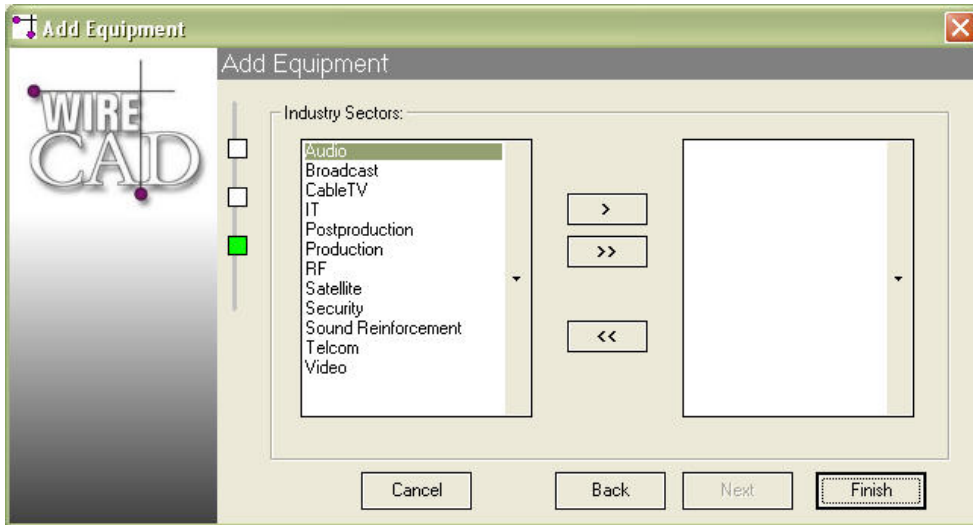 Add Equipment
WIRE
CAD
Add Equipment
Industry Sectors:
Audio
Broadcast
CableTV
IT
Postproduction
Production
RF
Satellite
Security
Sound Reinforcement
Telcom
Video
>
>>
<<
Cancel
Back
Next
Finish